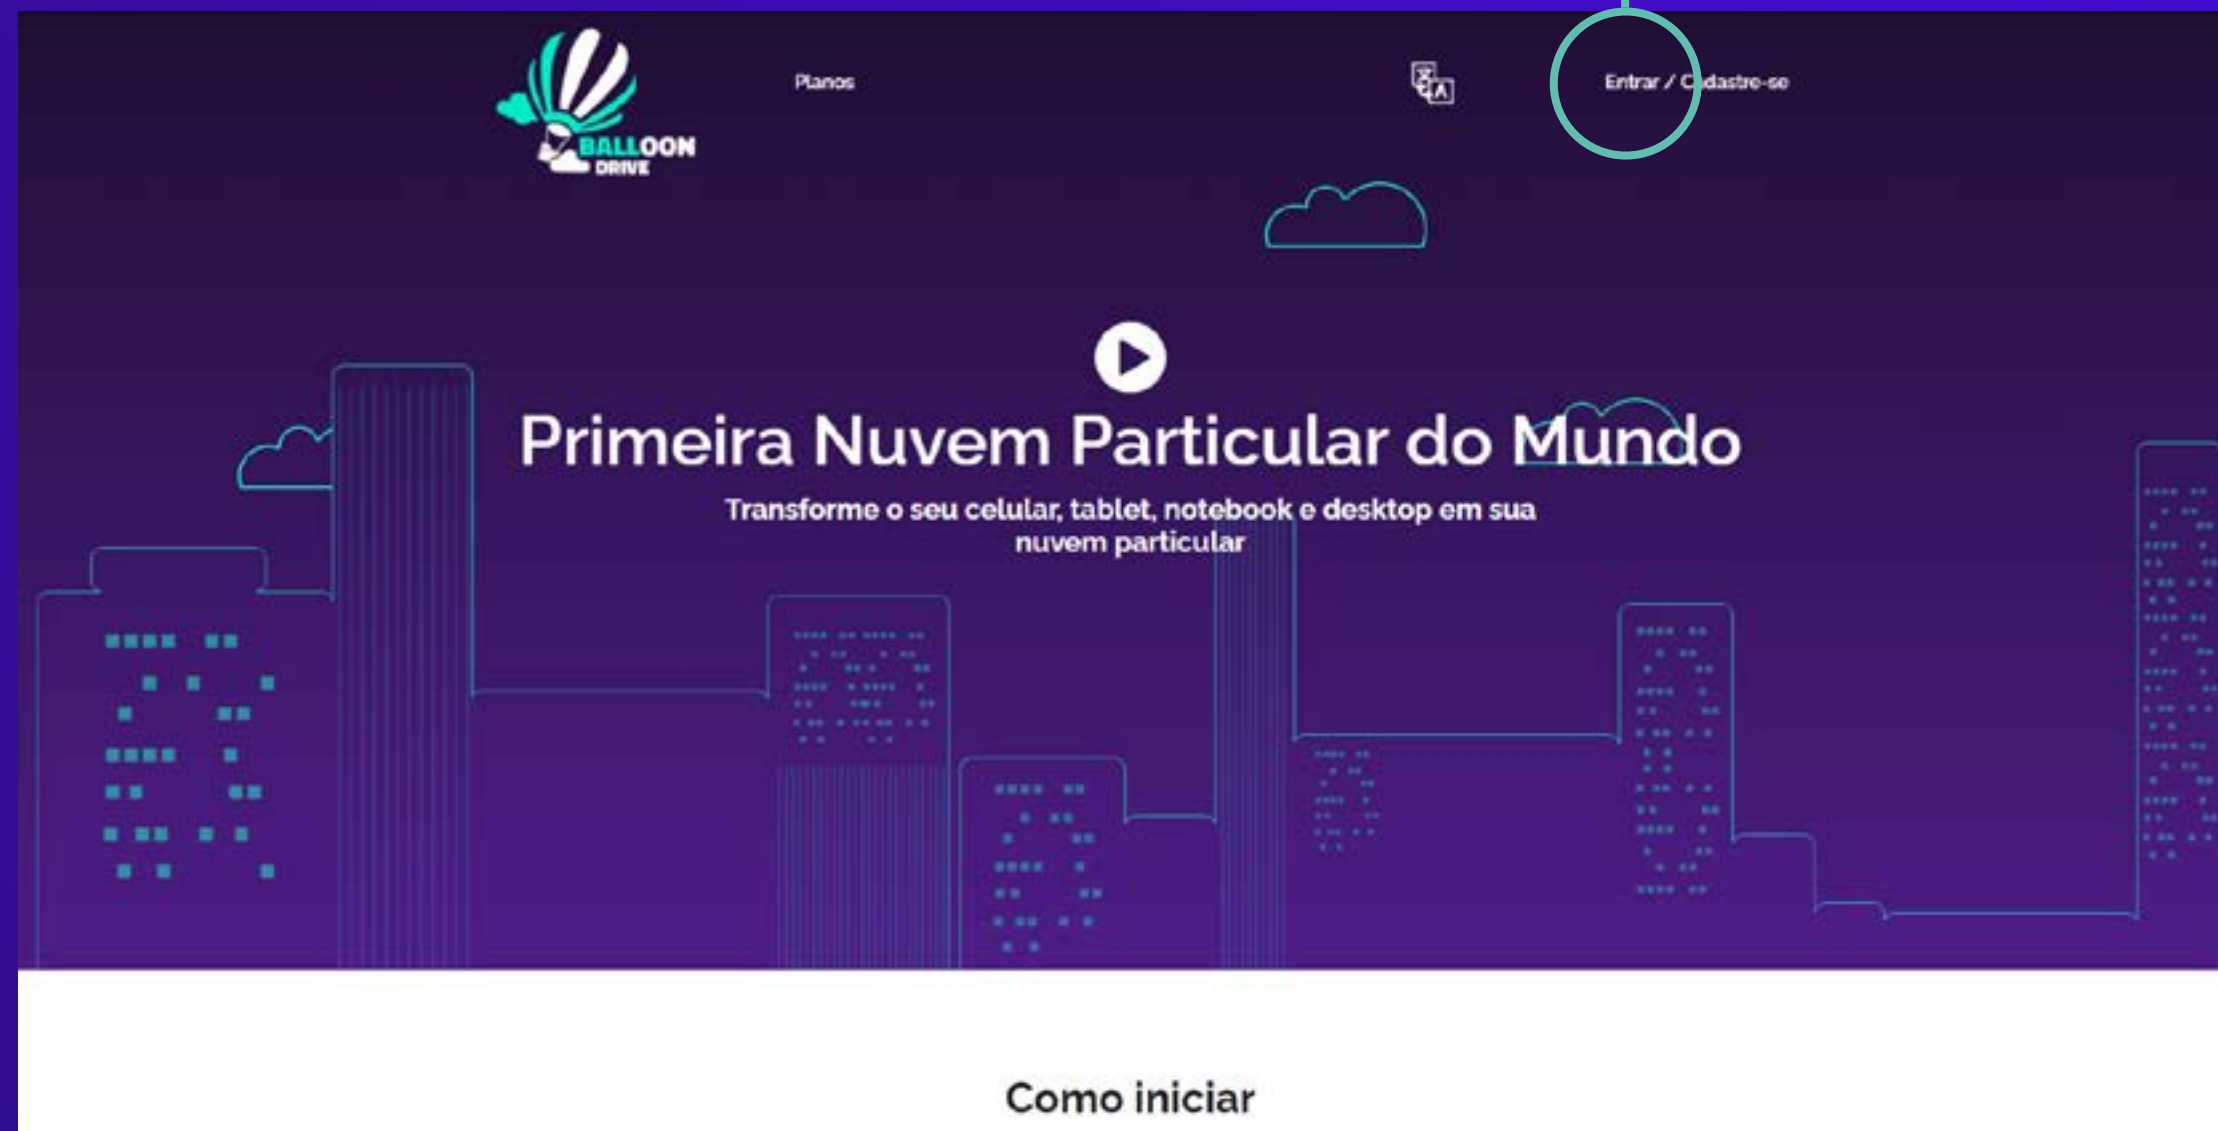 BALLOON
DRIVE
Planos
Entrar / Cadastre-se
Primeira Nuvem Particular do Mundo
Transforme o seu celular, tablet, notebook e desktop em sua
nuvem particular
Como iniciar